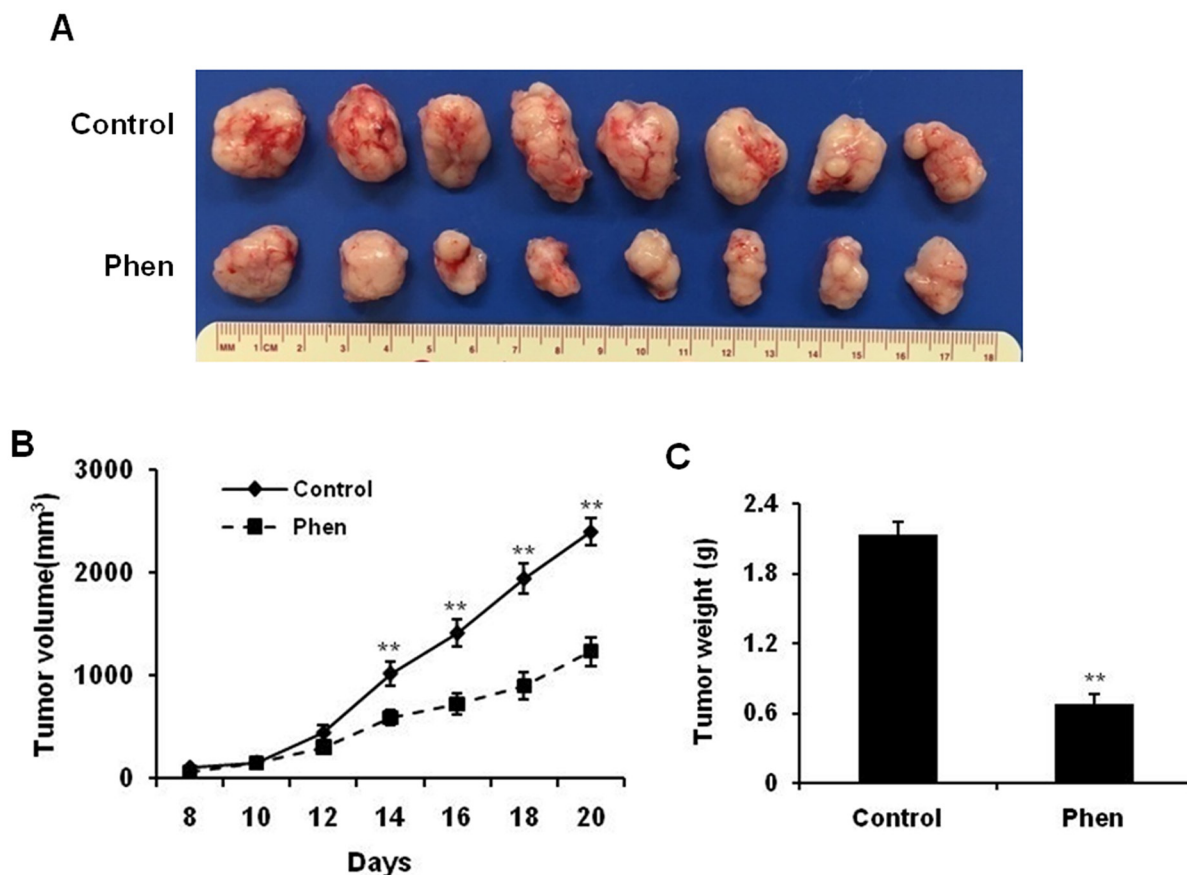 A
Control
Phen
MM 1 CM 2 3 4 5 6 7 8 9 10 11 12 13 14 15 16 17 18
B
3000
2000
1000
0
Tumor volume(mm³)
Control
Phen
**
**
**
**
8 10 12 14 16 18 20
Days
C
2.4
1.8
1.2
0.6
0
Tumor weight (g)
**
Control Phen